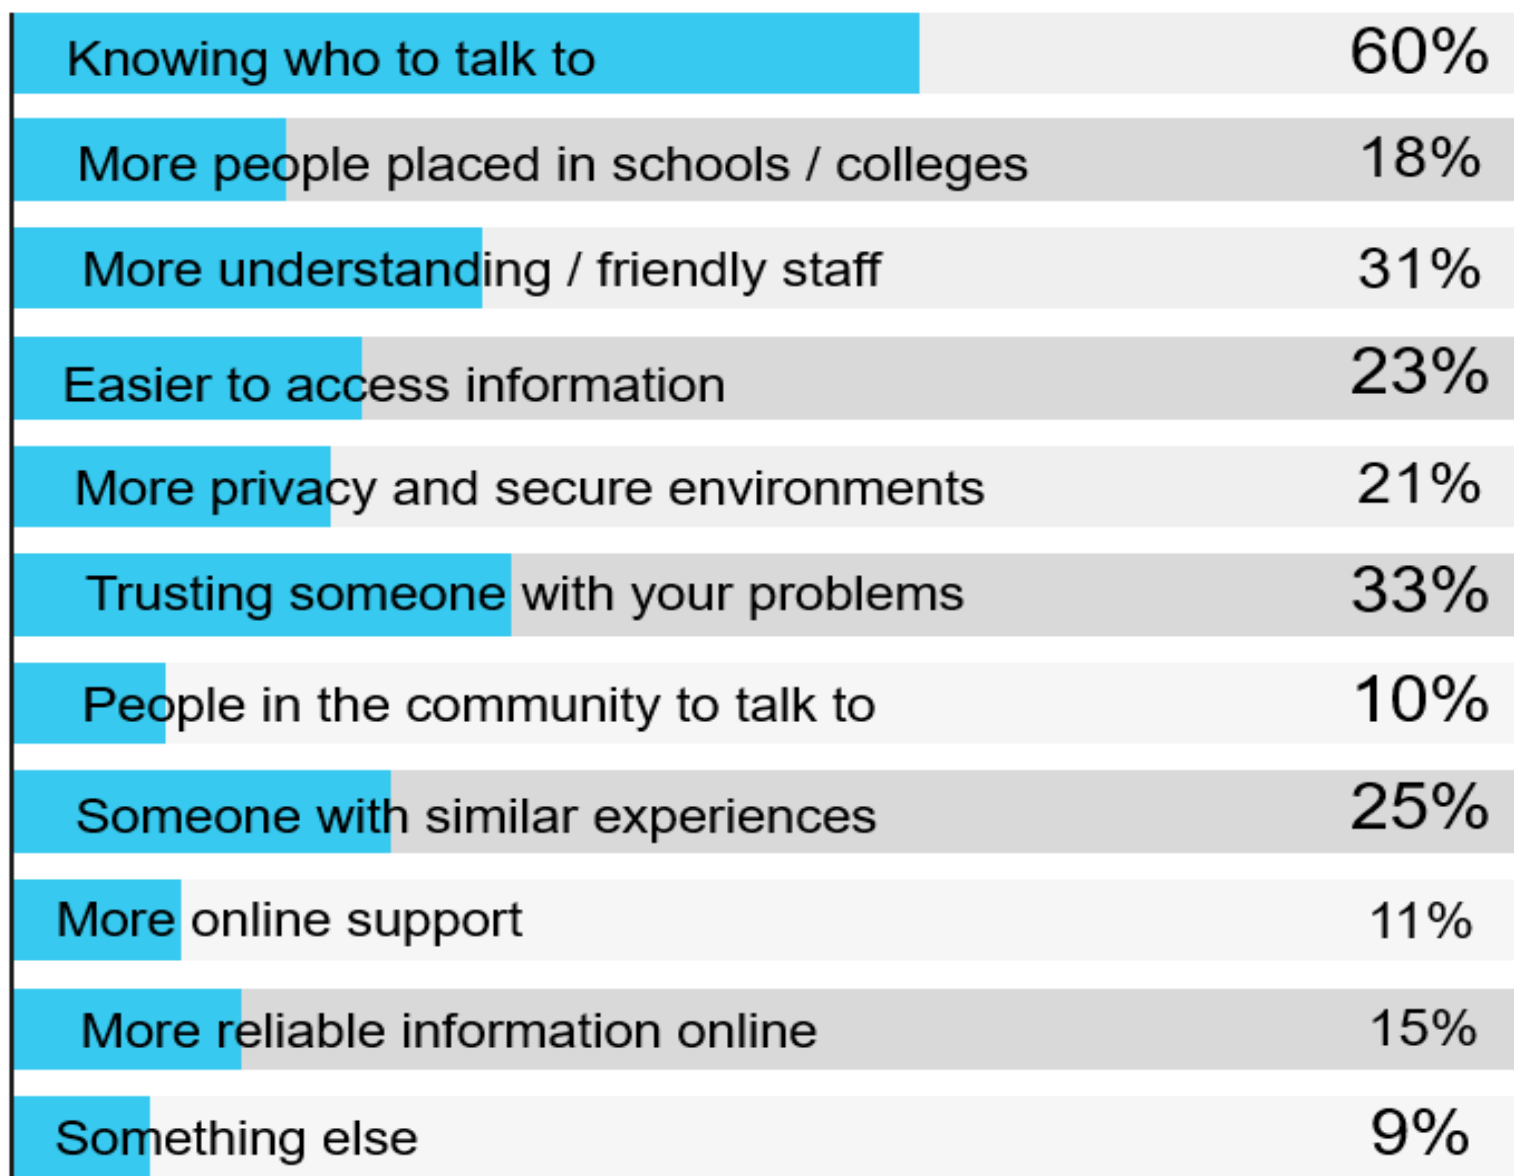 Knowing who to talk to 60%
More people placed in schools / colleges 18%
More understanding / friendly staff 31%
Easier to access information 23%
More privacy and secure environments 21%
Trusting someone with your problems 33%
People in the community to talk to 10%
Someone with similar experiences 25%
More online support 11%
More reliable information online 15%
Something else 9%